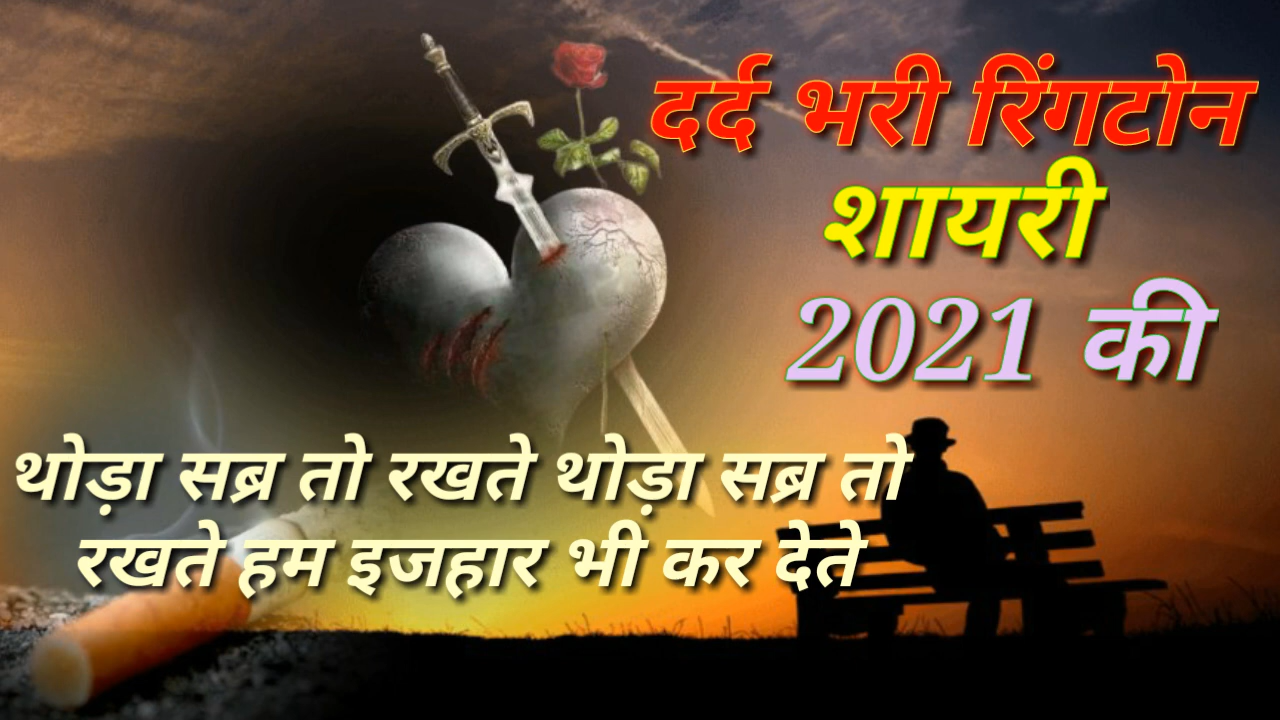 दर्द भरी रिंगटोन
शायरी
2021 की
थोड़ा सब्र तो रखते थोड़ा सब्र तो
रखते हम इजहार भी कर देते